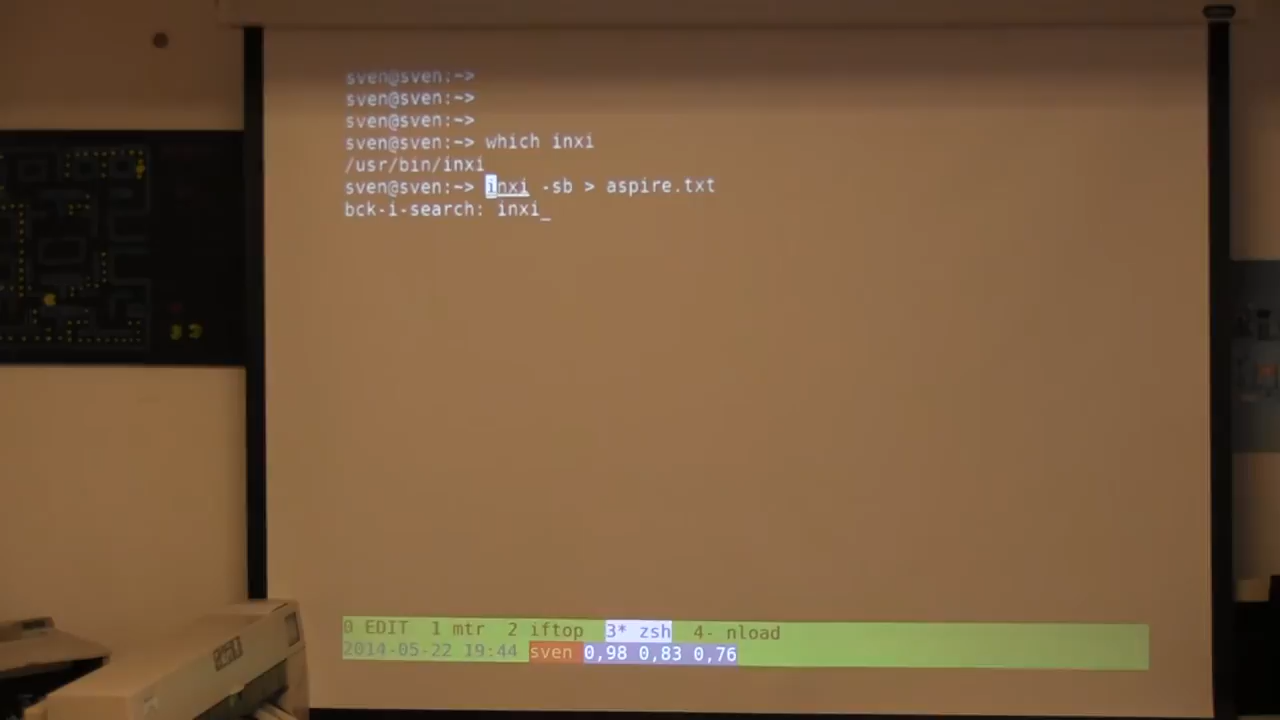 sven@sven:~>
sven@sven:~>
sven@sven:~>
sven@sven:~> which inxi
/usr/bin/inxi
sven@sven:~> inxi -sb > aspire.txt
bck-i-search: inxi_
0 EDIT 1 mtr 2 iftop 3* zsh 4- nload
2014-05-22 19:44 sven 0,98 0,83 0,76